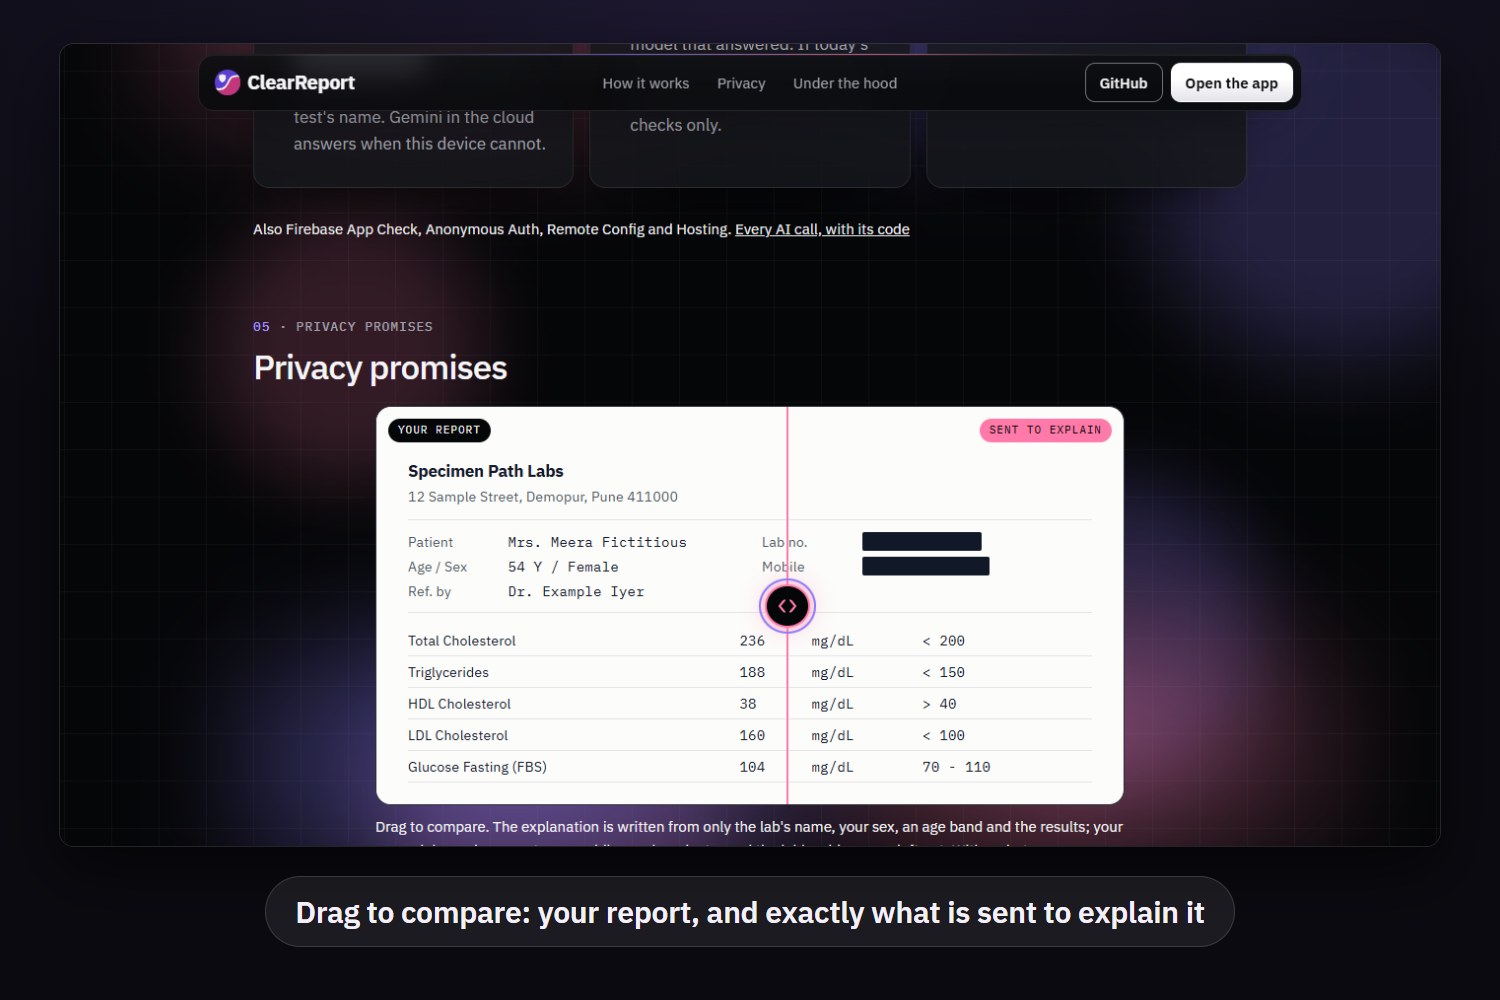 model that answered. If today's
ClearReport
How it works
Privacy
Under the hood
GitHub
Open the app
test's name. Gemini in the cloud
answers when this device cannot.
checks only.
Also Firebase App Check, Anonymous Auth, Remote Config and Hosting. Every AI call, with its code
05 · PRIVACY PROMISES
Privacy promises
YOUR REPORT
SENT TO EXPLAIN
Specimen Path Labs
12 Sample Street, Demopur, Pune 411000
Patient Mrs. Meera Fictitious Lab no.
Age / Sex 54 Y / Female Mobile
Ref. by Dr. Example Iyer
Total Cholesterol 236 mg/dL < 200
Triglycerides 188 mg/dL < 150
HDL Cholesterol 38 mg/dL > 40
LDL Cholesterol 160 mg/dL < 100
Glucose Fasting (FBS) 104 mg/dL 70 - 110
Drag to compare. The explanation is written from only the lab's name, your sex, an age band and the results; your
Drag to compare: your report, and exactly what is sent to explain it